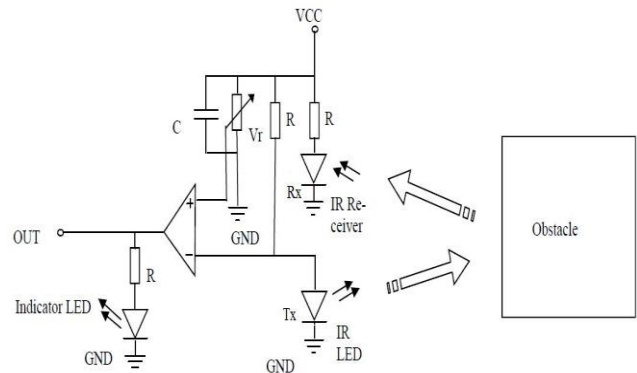 VCC
C
Vr
R
R
Rx
IR Re-
ceiver
+
GND
OUT
−
R
Obstacle
Indicator LED
Tx
IR
LED
GND
GND